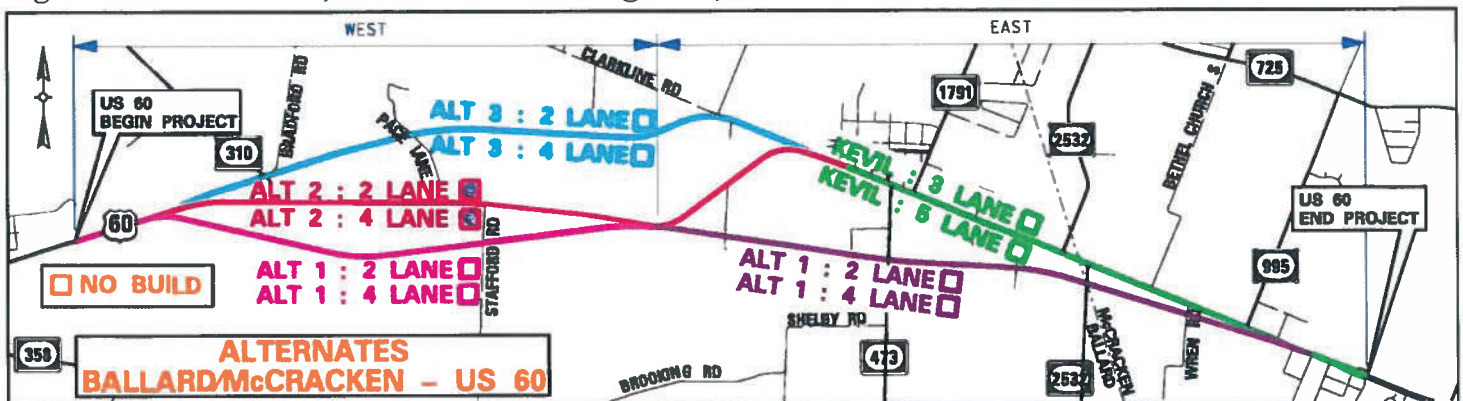 WEST
EAST
CLARKLINE RD
725
1791
US 60
BEGIN PROJECT
BRADFORD RD
ALT 3 : 2 LANE
ALT 3 : 4 LANE
PACE LANE
310
2532
BETHEL CHURCH
KEVIL : 3 LANE
KEVIL : 5 LANE
ALT 2 : 2 LANE
ALT 2 : 4 LANE
60
US 60
END PROJECT
STAFFORD RD
ALT 1 : 2 LANE
ALT 1 : 4 LANE
ALT 1 : 2 LANE
ALT 1 : 4 LANE
NO BUILD
995
SHELBY RD
McCRACKEN
BALLARD
WREN RD
358
ALTERNATES
BALLARD/McCRACKEN - US 60
473
2532
BROOKING RD